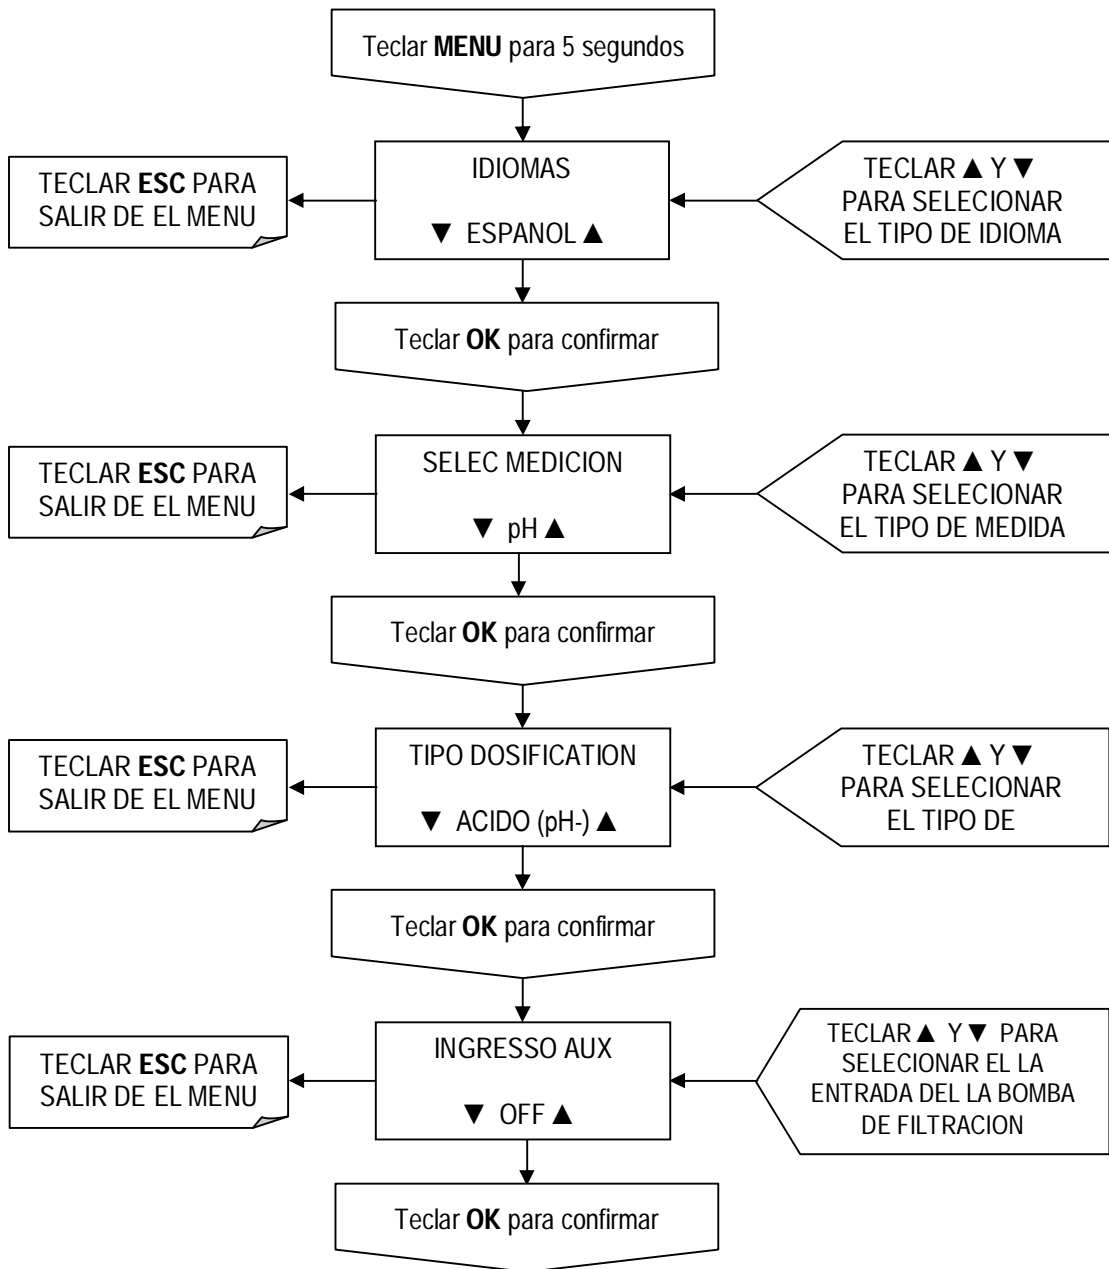 Teclar MENU para 5 segundos
TECLAR ESC PARA
SALIR DE EL MENU
IDIOMAS
▼ ESPANOL ▲
TECLAR ▲ Y ▼
PARA SELECIONAR
EL TIPO DE IDIOMA
Teclar OK para confirmar
TECLAR ESC PARA
SALIR DE EL MENU
SELEC MEDICION
▼ pH ▲
TECLAR ▲ Y ▼
PARA SELECIONAR
EL TIPO DE MEDIDA
Teclar OK para confirmar
TECLAR ESC PARA
SALIR DE EL MENU
TIPO DOSIFICATION
▼ ACIDO (pH-) ▲
TECLAR ▲ Y ▼
PARA SELECIONAR
EL TIPO DE
Teclar OK para confirmar
TECLAR ESC PARA
SALIR DE EL MENU
INGRESSO AUX
▼ OFF ▲
TECLAR ▲ Y ▼ PARA
SELECIONAR EL LA
ENTRADA DEL LA BOMBA
DE FILTRACION
Teclar OK para confirmar